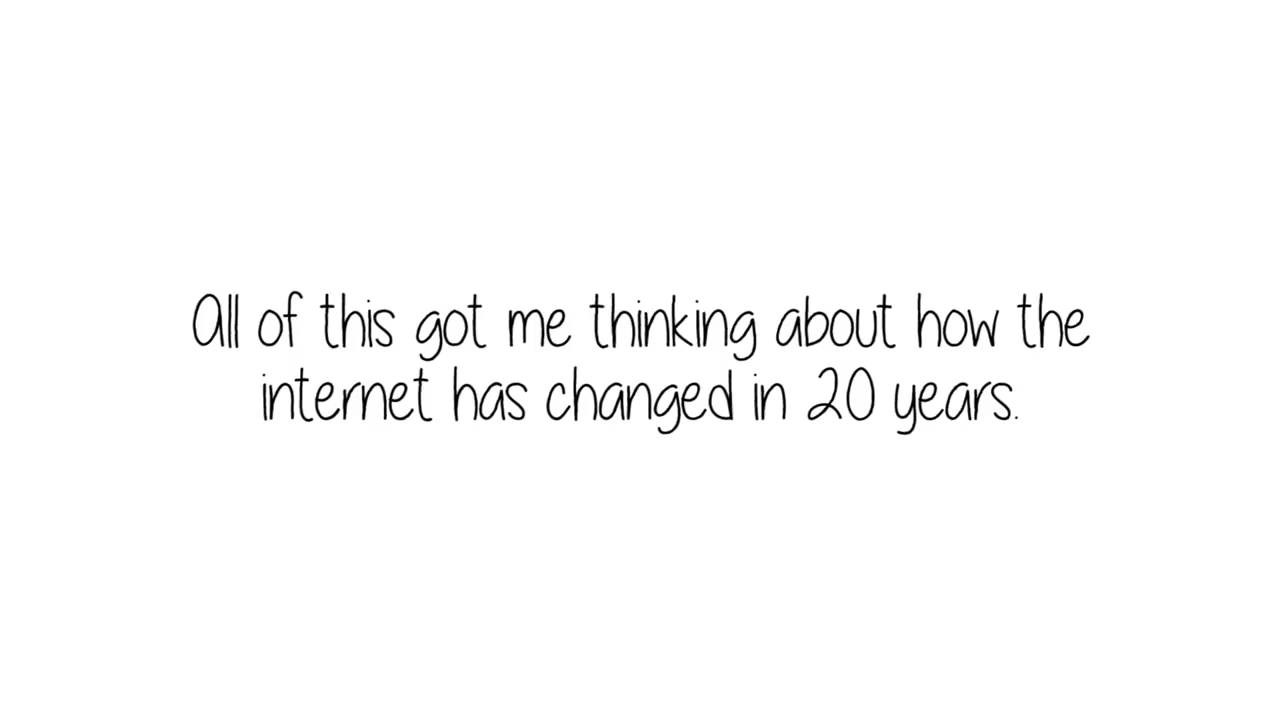 All of this got me thinking about how the
internet has changed in 20 years.